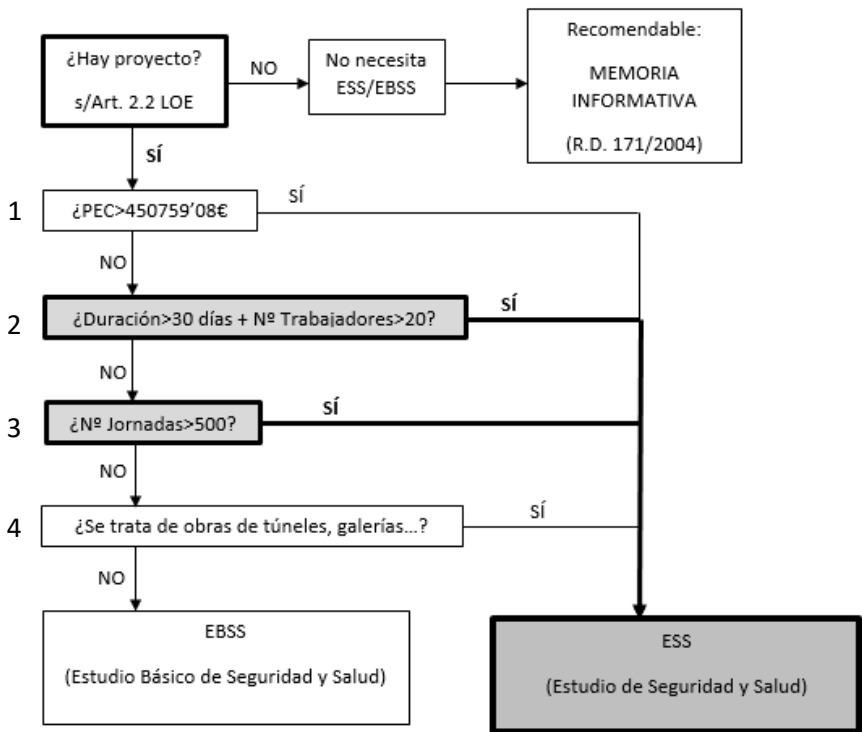 ¿Hay proyecto?
s/Art. 2.2 LOE
NO
No necesita
ESS/EBSS
Recomendable:
MEMORIA
INFORMATIVA
(R.D. 171/2004)
SÍ
1
¿PEC>450759’08€
SÍ
NO
2
¿Duración>30 días + Nº Trabajadores>20?
SÍ
NO
3
¿Nº Jornadas>500?
SÍ
NO
4
¿Se trata de obras de túneles, galerías...?
SÍ
NO
EBSS
(Estudio Básico de Seguridad y Salud)
ESS
(Estudio de Seguridad y Salud)